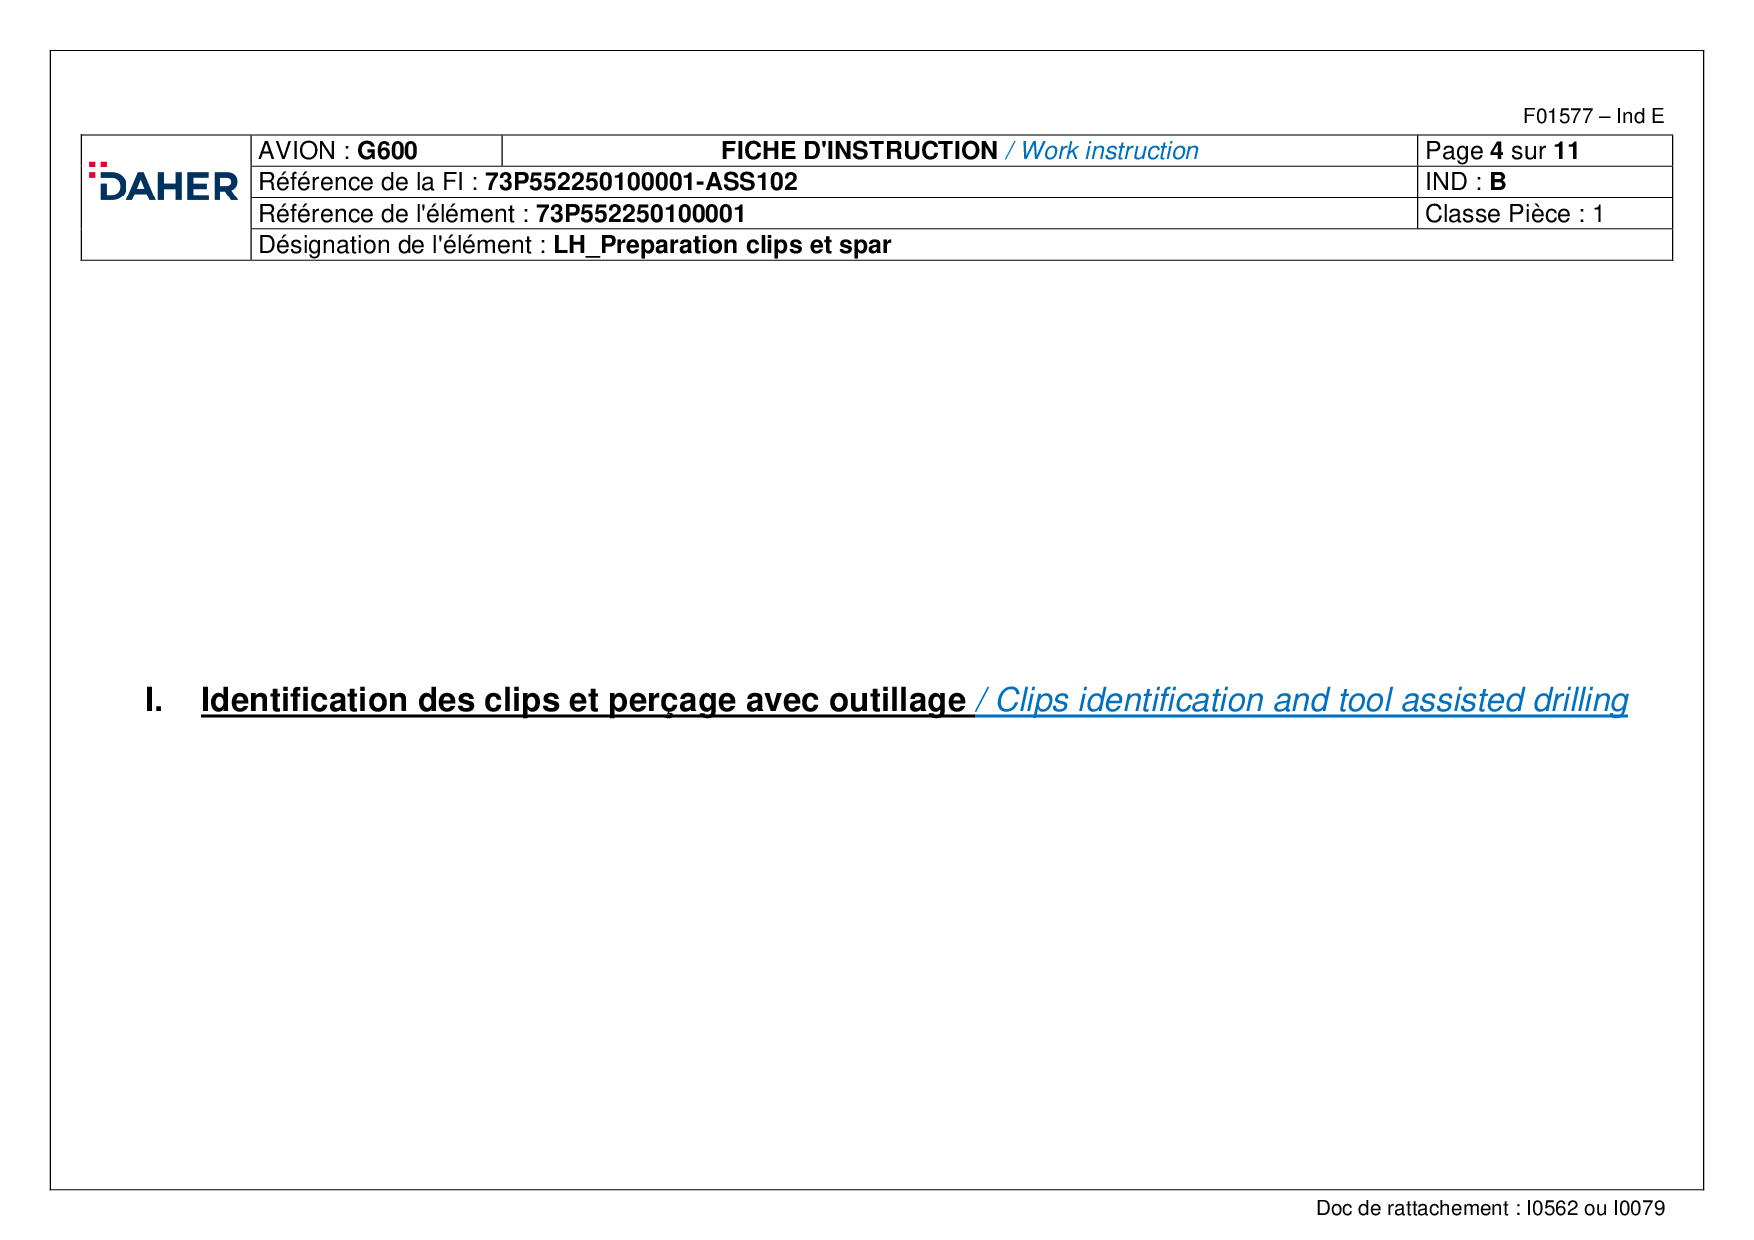 F01577 – Ind E
DAHER
AVION : G600
FICHE D'INSTRUCTION / Work instruction
Page 4 sur 11
Référence de la FI : 73P552250100001-ASS102
IND : B
Référence de l'élément : 73P552250100001
Classe Pièce : 1
Désignation de l'élément : LH_Preparation clips et spar
I. Identification des clips et perçage avec outillage / Clips identification and tool assisted drilling
Doc de rattachement : I0562 ou I0079